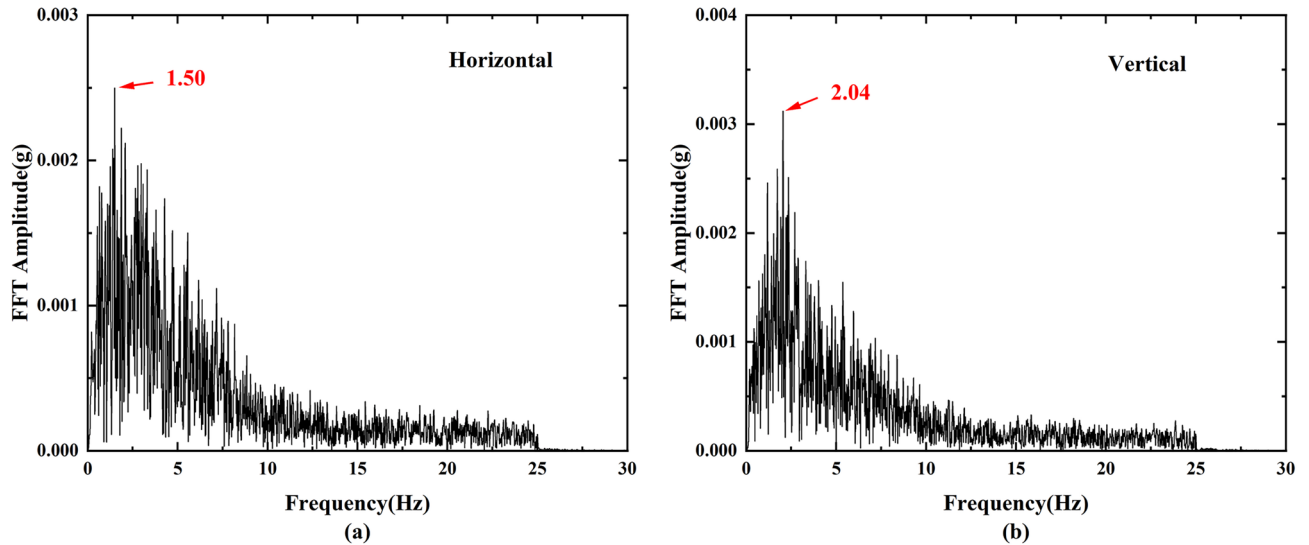 0.003
Horizontal
1.50
0.002
FFT Amplitude(g)
0.001
0.000
0 5 10 15 20 25 30
Frequency(Hz)
(a)
0.004
Vertical
2.04
0.003
FFT Amplitude(g)
0.002
0.001
0.000
0 5 10 15 20 25 30
Frequency(Hz)
(b)